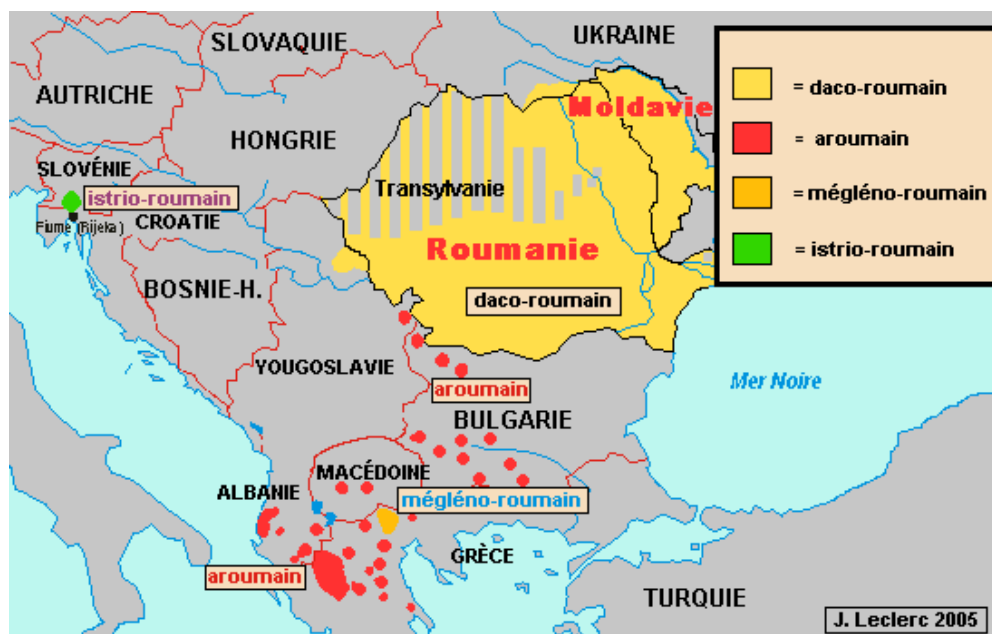 SLOVAQUIE
UKRAINE
AUTRICHE
Moldavie
HONGRIE
= daco-roumain
= aroumain
= mégléno-roumain
= istrio-roumain
SLOVÉNIE
istrio-roumain
Transylvanie
Fiume (Rijeka)
CROATIE
Roumanie
BOSNIE-H.
daco-roumain
YOUGOSLAVIE
aroumain
Mer Noire
BULGARIE
MACÉDOINE
ALBANIE
mégléno-roumain
GRÈCE
aroumain
TURQUIE
J. Leclerc 2005